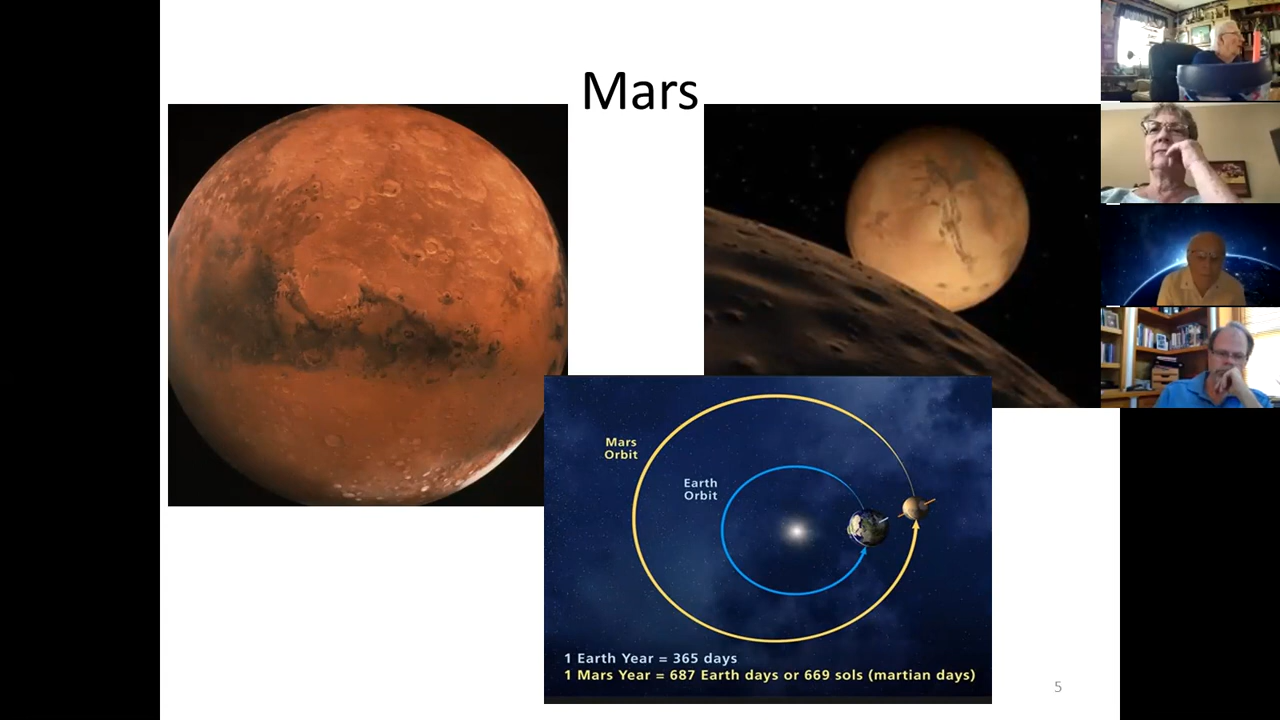 Mars
Mars
Orbit
Earth
Orbit
1 Earth Year = 365 days
1 Mars Year = 687 Earth days or 669 sols (martian days)
5